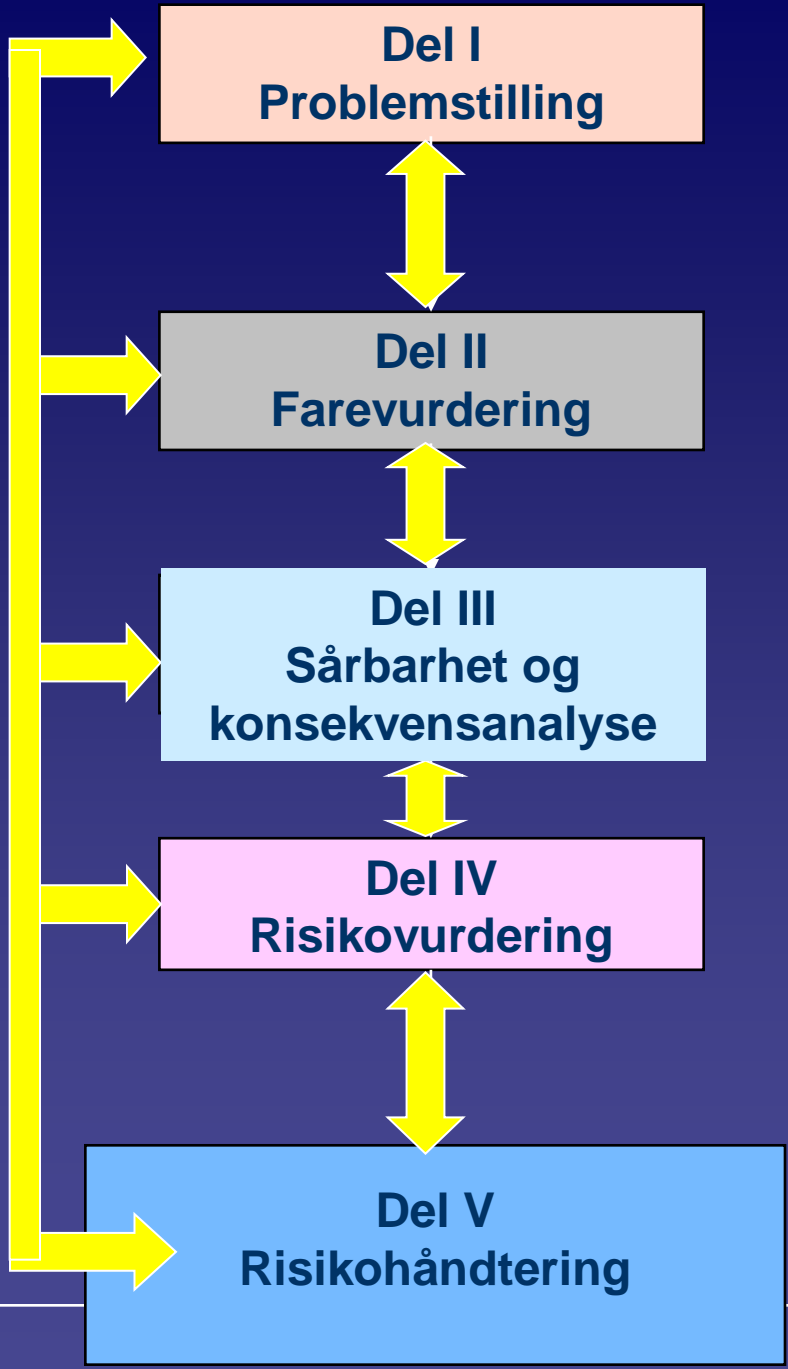 Del I
Problemstilling
Del II
Farevurdering
Del III
Sårbarhet og
konsekvensanalyse
Del IV
Risikovurdering
Del V
Risikohåndtering